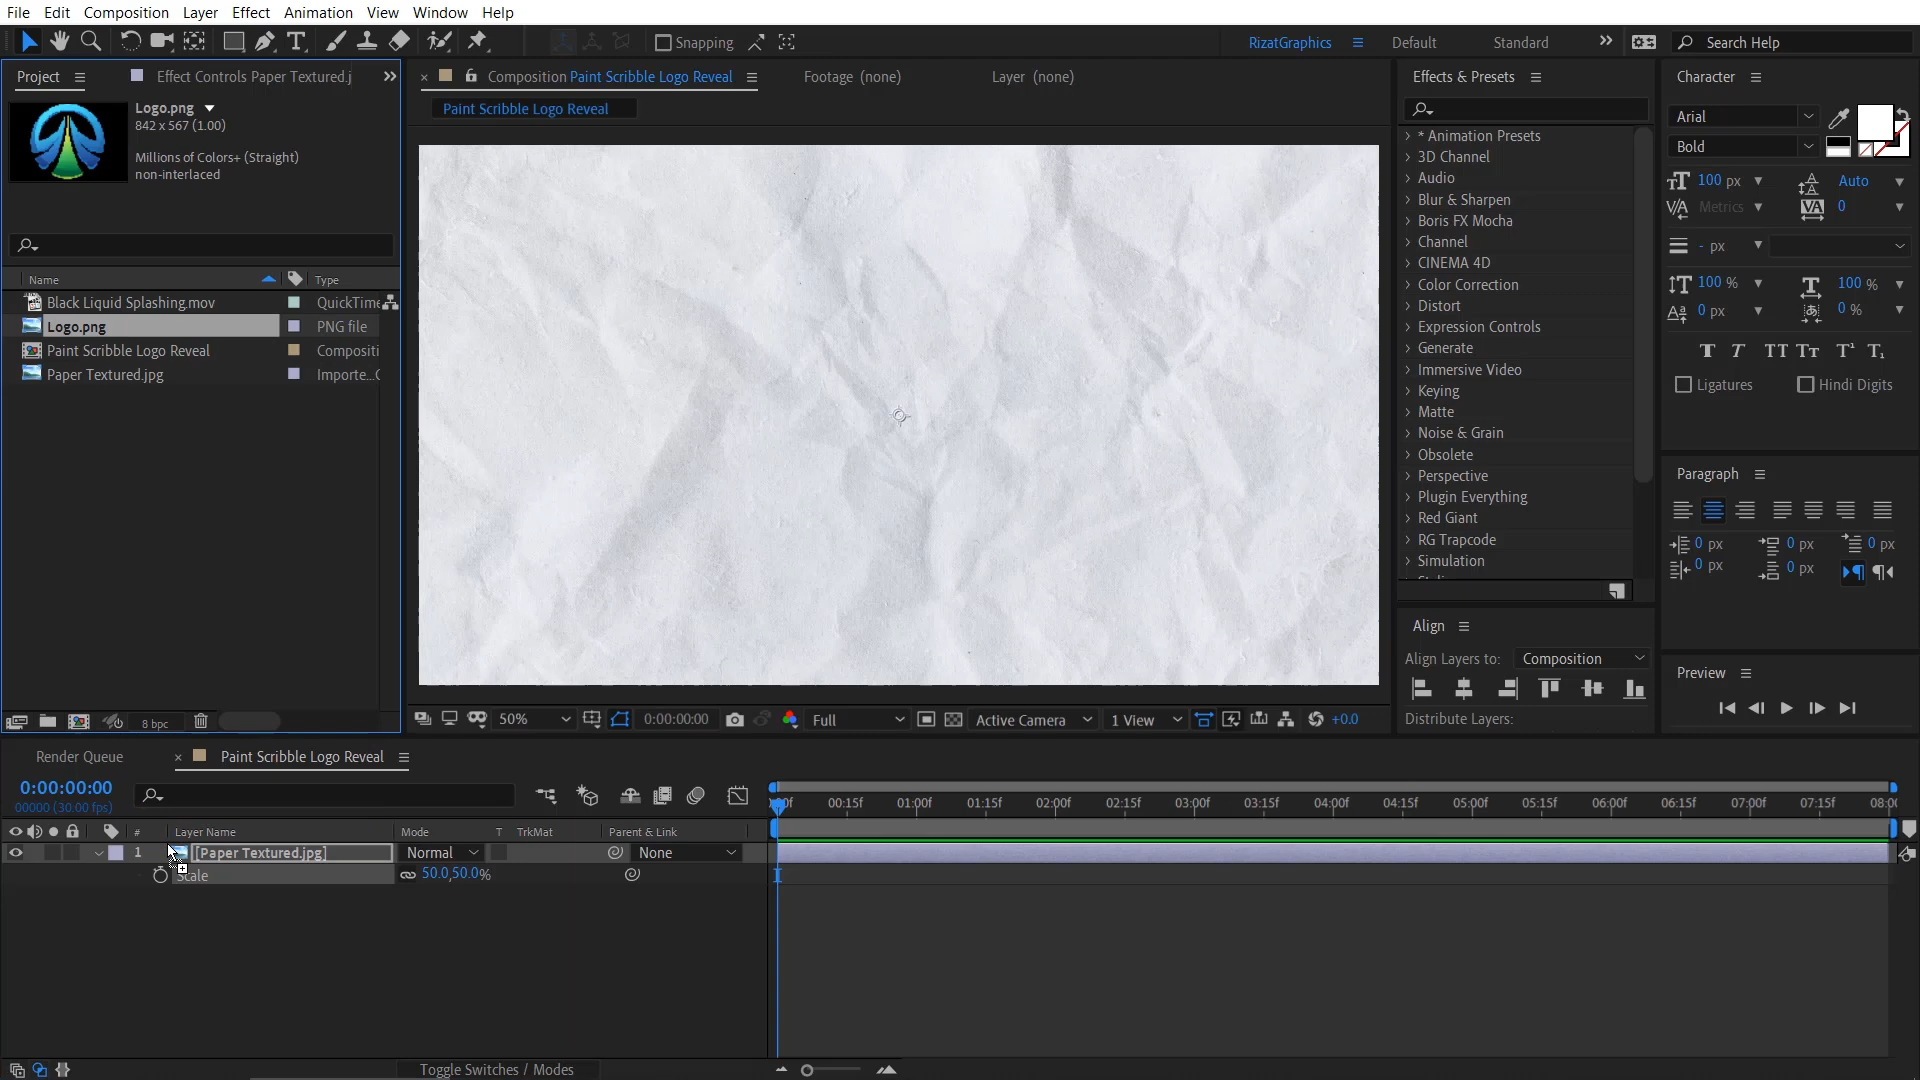 File Edit Composition Layer Effect Animation View Window Help
Snapping
RizatGraphics Default Standard Search Help
Project Effect Controls Paper Textured.j
Logo.png
842 x 567 (1.00)
Millions of Colors+ (Straight)
non-interlaced
Name Type
Black Liquid Splashing.mov QuickTime
Logo.png PNG file
Paint Scribble Logo Reveal Compositi
Paper Textured.jpg Importe...
8 bpc
Composition Paint Scribble Logo Reveal Footage (none) Layer (none)
Paint Scribble Logo Reveal
50% 0:00:00:00 Full Active Camera 1 View +0.0
Effects & Presets
* Animation Presets
3D Channel
Audio
Blur & Sharpen
Boris FX Mocha
Channel
CINEMA 4D
Color Correction
Distort
Expression Controls
Generate
Immersive Video
Keying
Matte
Noise & Grain
Obsolete
Perspective
Plugin Everything
Red Giant
RG Trapcode
Simulation
Align
Align Layers to: Composition
Distribute Layers:
Character
Arial
Bold
100 px Auto
Metrics 0
- px
100 % 100 %
0 px 0 %
T T TT Tt T¹ T₁
Ligatures Hindi Digits
Paragraph
0 px 0 px 0 px
0 px 0 px
Preview
Render Queue Paint Scribble Logo Reveal
0:00:00:00
00000 (30.00 fps)
# Layer Name Mode T TrkMat Parent & Link
1 [Paper Textured.jpg] Normal None
Scale 50.0,50.0%
00:15f 01:00f 01:15f 02:00f 02:15f 03:00f 03:15f 04:00f 04:15f 05:00f 05:15f 06:00f 06:15f 07:00f 07:15f 08:0
Toggle Switches / Modes